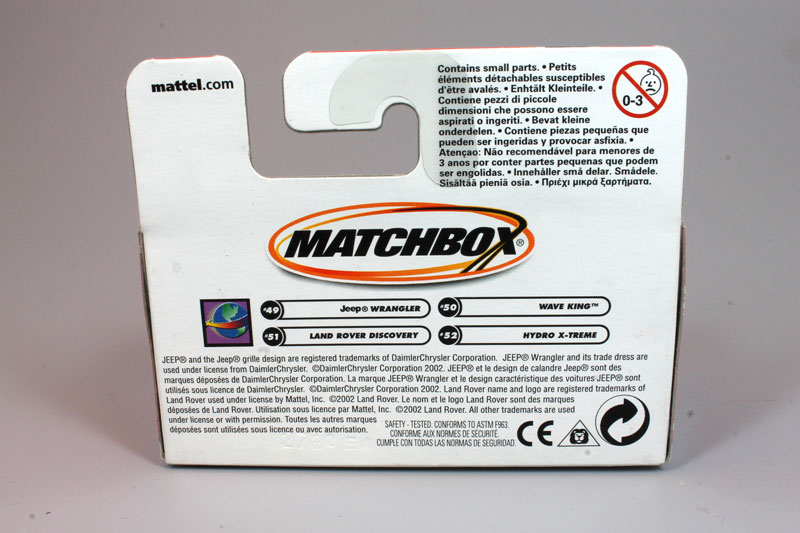 mattel.com
Contains small parts. • Petits
éléments détachables susceptibles
d'être avalés. • Enhält Kleinteile. •
Contiene pezzi di piccole
dimensioni che possono essere
aspirati o ingeriti. • Bevat kleine
onderdelen. • Contiene piezas pequeñas que
pueden ser ingeridas y provocar asfixia. •
Atençao: Não recomendável para menores de
3 anos por conter partes pequenas que podem
ser engolidas. • Innehåller små delar. Smådele.
Sisältää pieniä osia. • Πριέχι μικρά ξαρτήματα.
0-3
MATCHBOX®
#49 Jeep® WRANGLER
#50 WAVE KING™
#51 LAND ROVER DISCOVERY
#52 HYDRO X-TREME
JEEP® and the Jeep® grille design are registered trademarks of DaimlerChrysler Corporation. JEEP® Wrangler and its trade dress are
used under license from DaimlerChrysler. ©DaimlerChrysler Corporation 2002. JEEP® et le design de calandre Jeep® sont des
marques déposées de DaimlerChrysler Corporation. La marque JEEP® Wrangler et le design caractéristique des voitures JEEP® sont
utilisés sous licence de DaimlerChrysler. ©DaimlerChrysler Corporation 2002. Land Rover name and logo are registered trademarks of
Land Rover used under license by Mattel, Inc. ©2002 Land Rover. Le nom et le logo Land Rover sont des marques
déposées de Land Rover. Utilisation sous licence par Mattel, Inc. ©2002 Land Rover. All other trademarks are used
under license or with permission. Toutes les autres marques
déposées sont utilisées sous licence ou avec autorisation.
SAFETY - TESTED. CONFORMS TO ASTM F963.
CONFORME AUX NORMES DE SÉCURITÉ.
CUMPLE CON TODAS LAS NORMAS DE SEGURIDAD.
CE